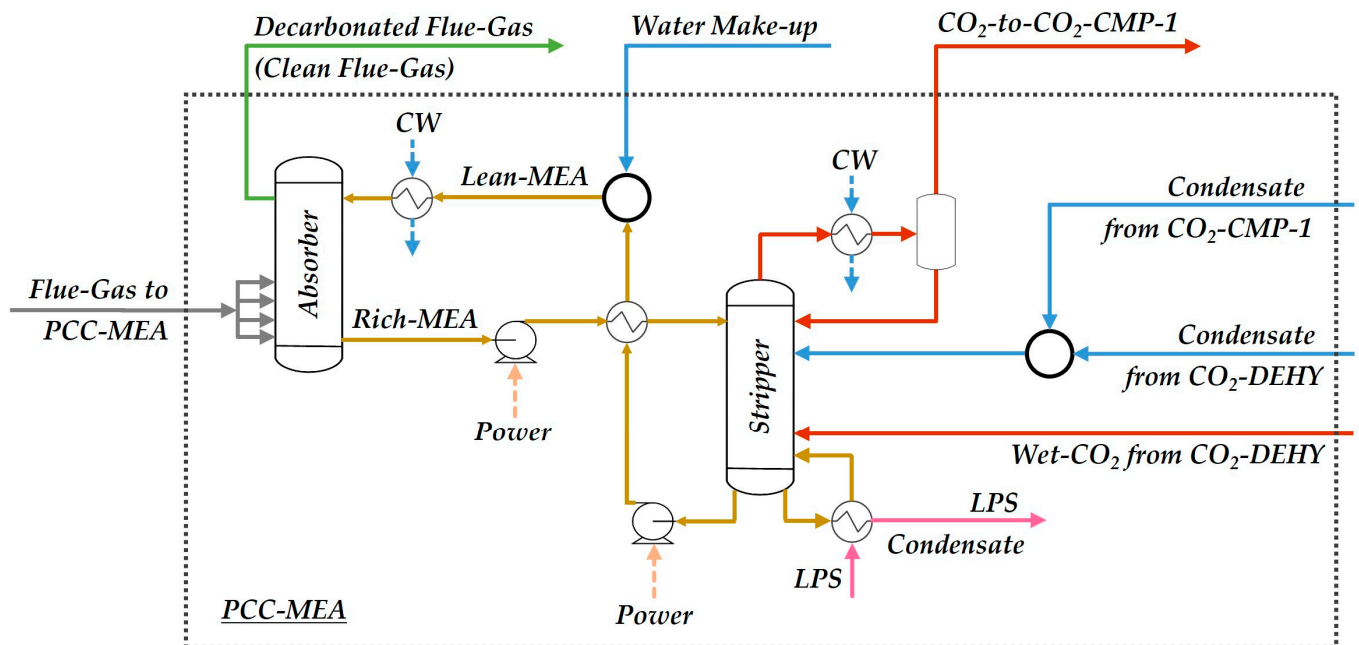 Decarbonated Flue-Gas
(Clean Flue-Gas)
Water Make-up
CO₂-to-CO₂-CMP-1
CW
Lean-MEA
CW
Condensate
from CO₂-CMP-1
Absorber
Flue-Gas to
PCC-MEA
Rich-MEA
Power
Stripper
Condensate
from CO₂-DEHY
Wet-CO₂ from CO₂-DEHY
LPS
Condensate
LPS
Power
PCC-MEA